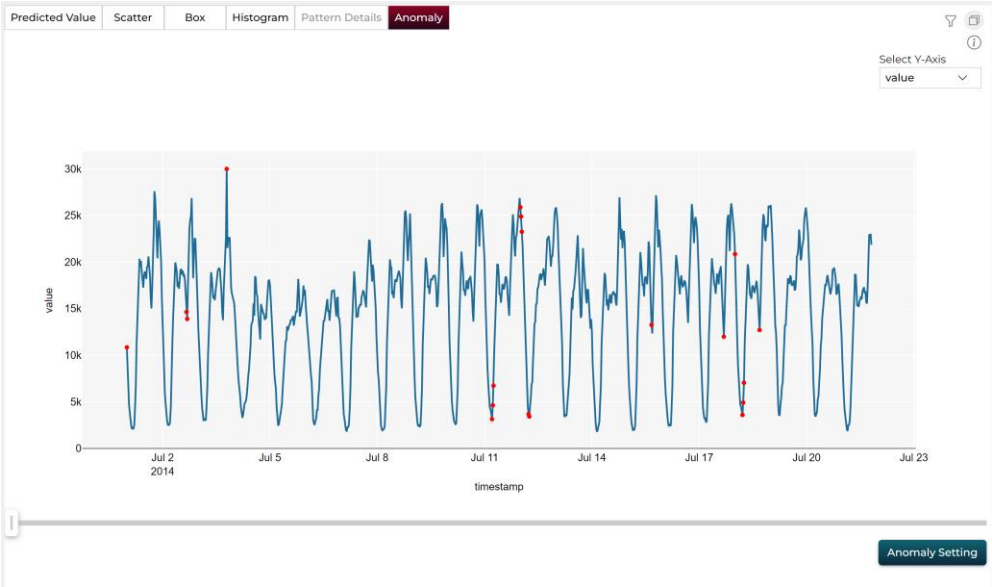 Predicted Value Scatter Box Histogram Pattern Details Anomaly
Select Y-Axis
value
30k
25k
20k
15k
10k
5k
0
value
Jul 2 Jul 5 Jul 8 Jul 11 Jul 14 Jul 17 Jul 20 Jul 23
2014
timestamp
Anomaly Setting